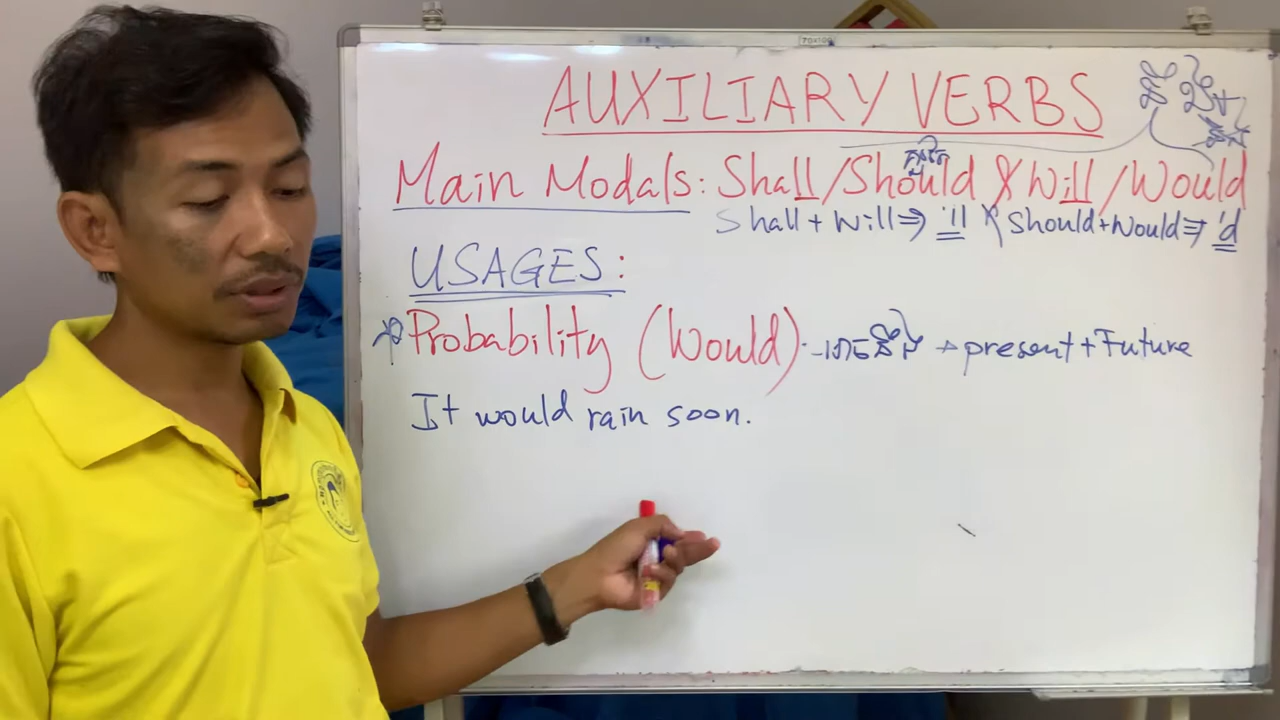 AUXILIARY VERBS
Main Modals: Shall/Should & Will/Would
Shall + Will ⇒ 'll & Should + Would ⇒ 'd
USAGES:
Probability (Would). → present + Future
It would rain soon.